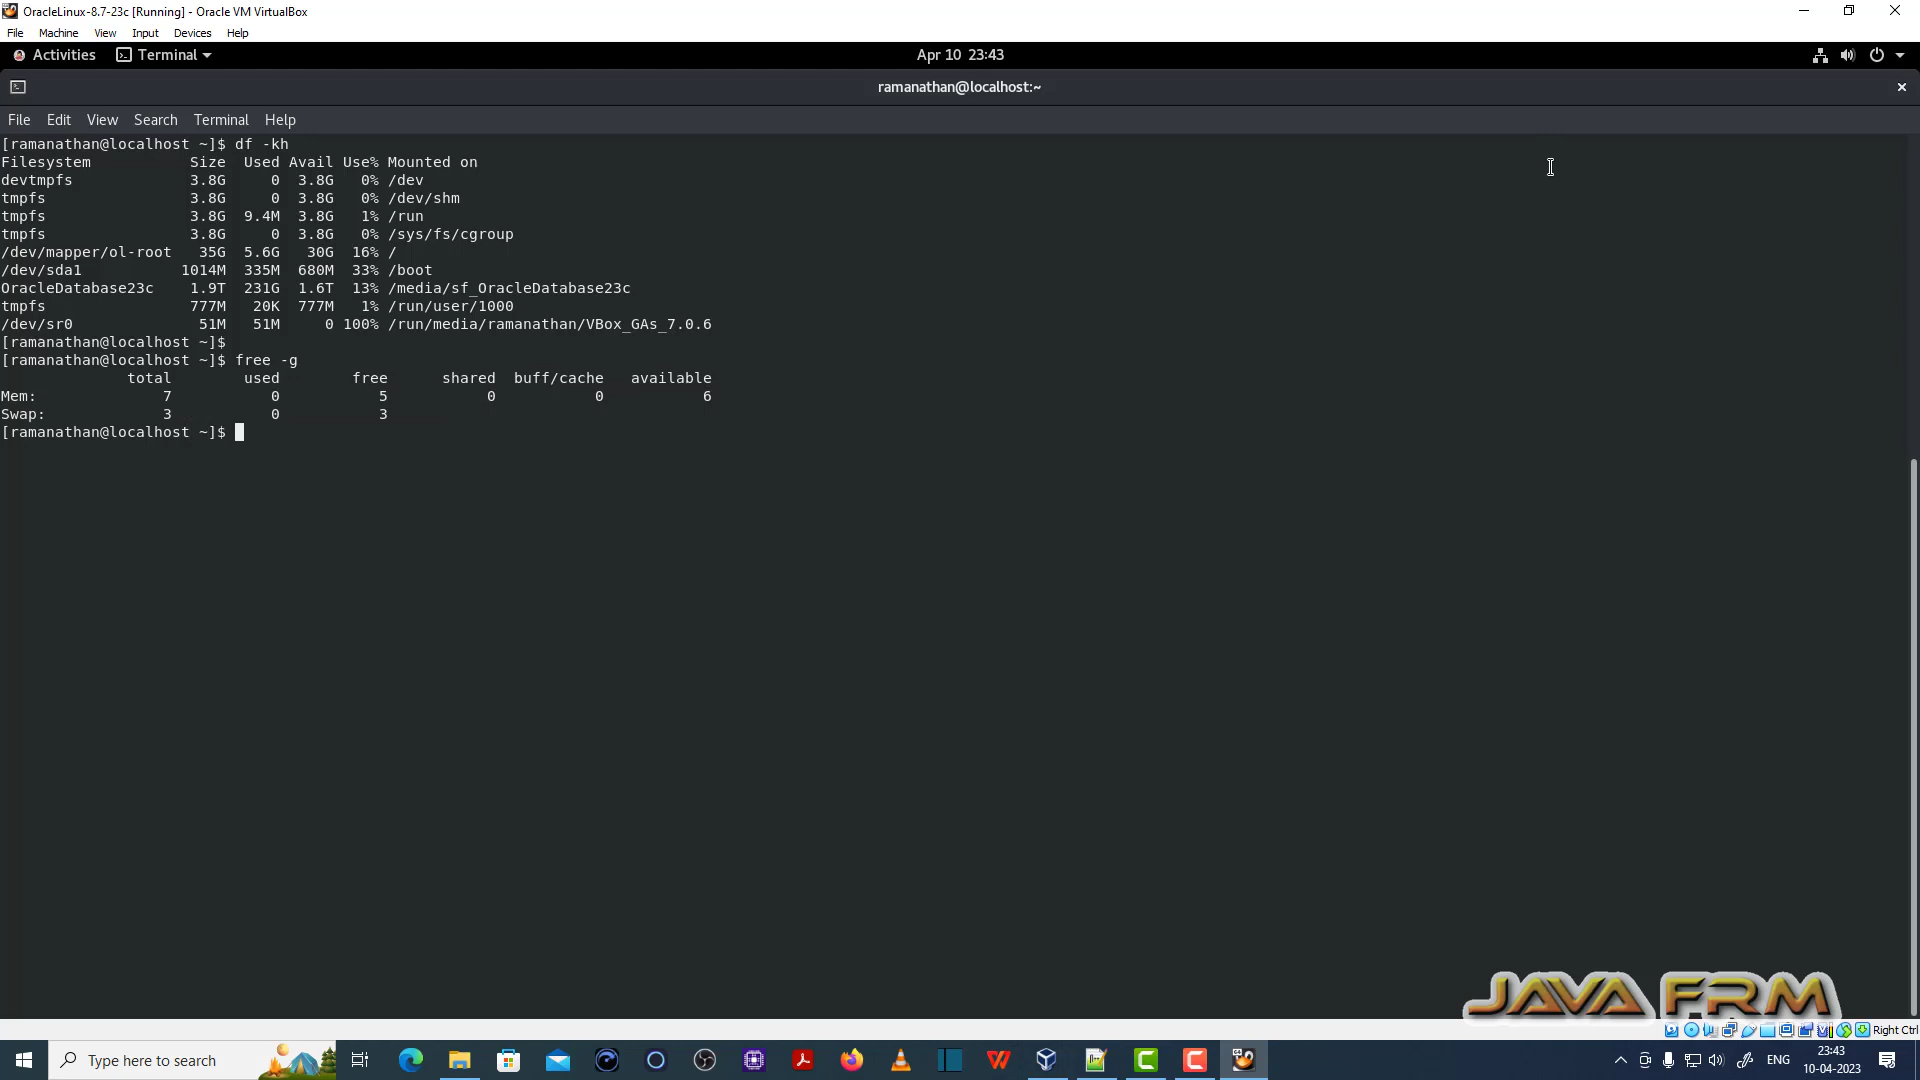 OracleLinux-8.7-23c [Running] - Oracle VM VirtualBox
File Machine View Input Devices Help
Activities Terminal Apr 10 23:43
ramanathan@localhost:~
File Edit View Search Terminal Help
[ramanathan@localhost ~]$ df -kh
Filesystem Size Used Avail Use% Mounted on
devtmpfs 3.8G 0 3.8G 0% /dev
tmpfs 3.8G 0 3.8G 0% /dev/shm
tmpfs 3.8G 9.4M 3.8G 1% /run
tmpfs 3.8G 0 3.8G 0% /sys/fs/cgroup
/dev/mapper/ol-root 35G 5.6G 30G 16% /
/dev/sda1 1014M 335M 680M 33% /boot
OracleDatabase23c 1.9T 231G 1.6T 13% /media/sf_OracleDatabase23c
tmpfs 777M 20K 777M 1% /run/user/1000
/dev/sr0 51M 51M 0 100% /run/media/ramanathan/VBox_GAs_7.0.6
[ramanathan@localhost ~]$
[ramanathan@localhost ~]$ free -g
total used free shared buff/cache available
Mem: 7 0 5 0 0 6
Swap: 3 0 3
[ramanathan@localhost ~]$
JAVA FRM
Right Ctrl
Type here to search
ENG
23:43
10-04-2023